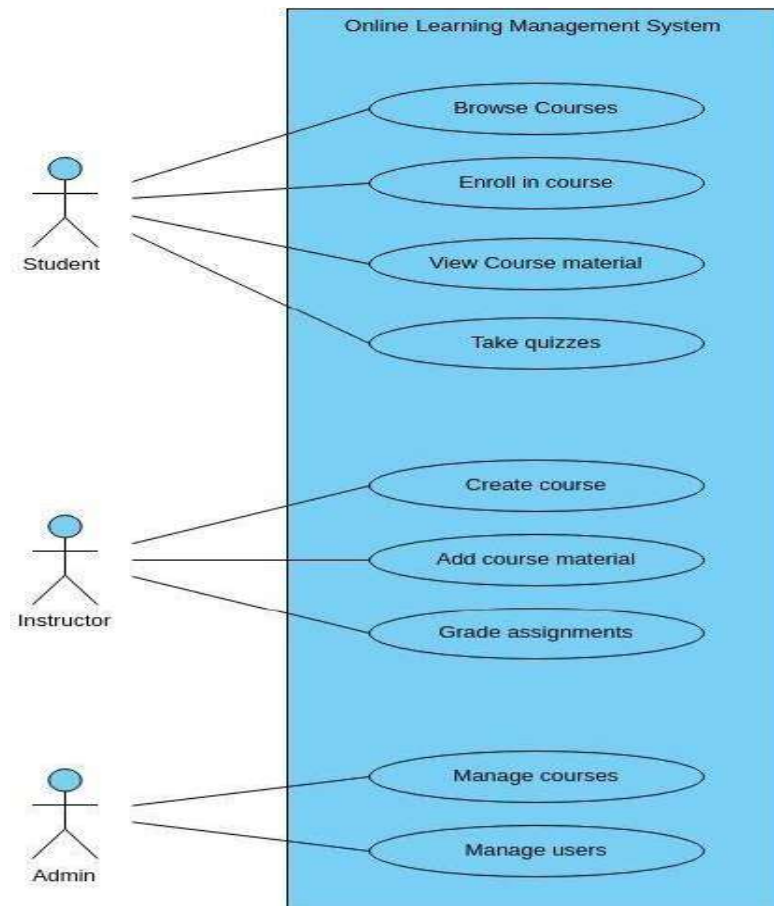 Online Learning Management System
Browse Courses
Enroll in course
View Course material
Take quizzes
Student
Create course
Add course material
Grade assignments
Instructor
Manage courses
Manage users
Admin